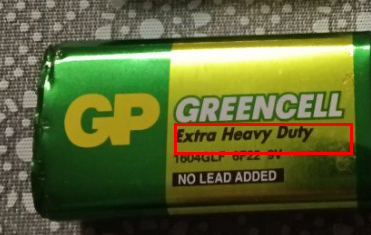 GP
GREENCELL
Extra Heavy Duty
1604GLF 6F22 9V
NO LEAD ADDED